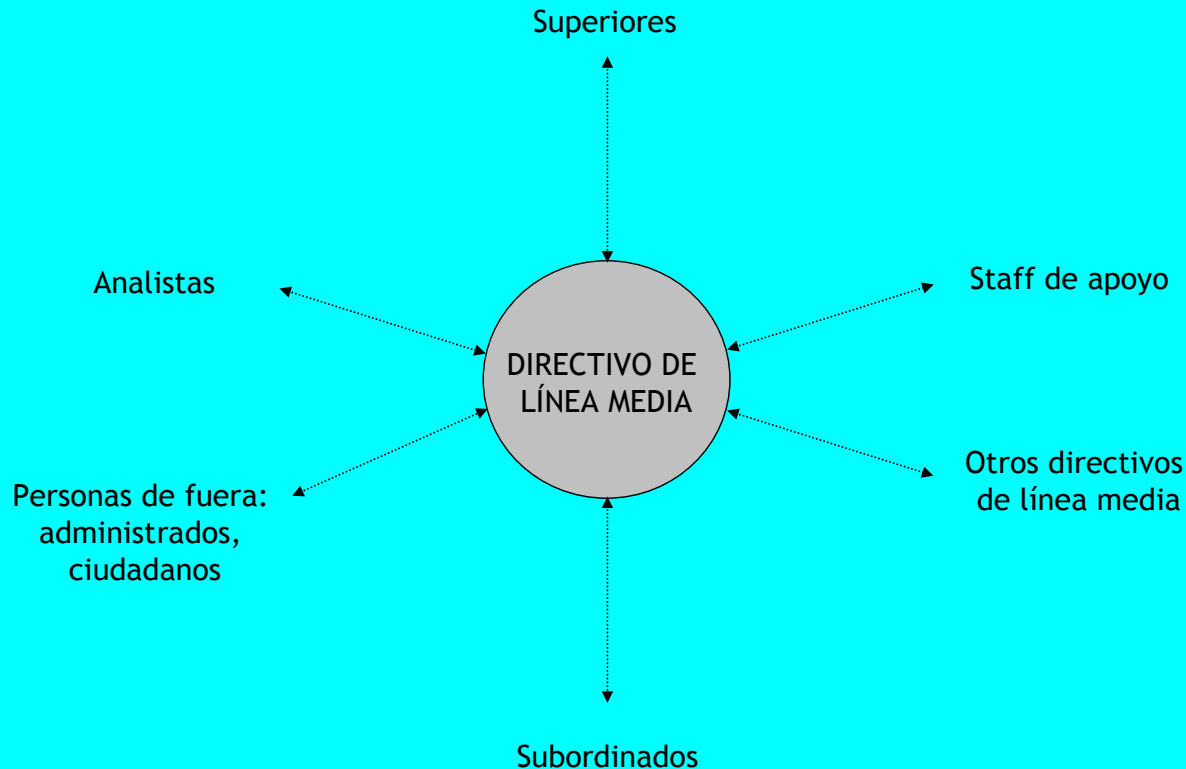 Superiores
Analistas
Staff de apoyo
DIRECTIVO DE
LÍNEA MEDIA
Personas de fuera:
administrados,
ciudadanos
Otros directivos
de línea media
Subordinados